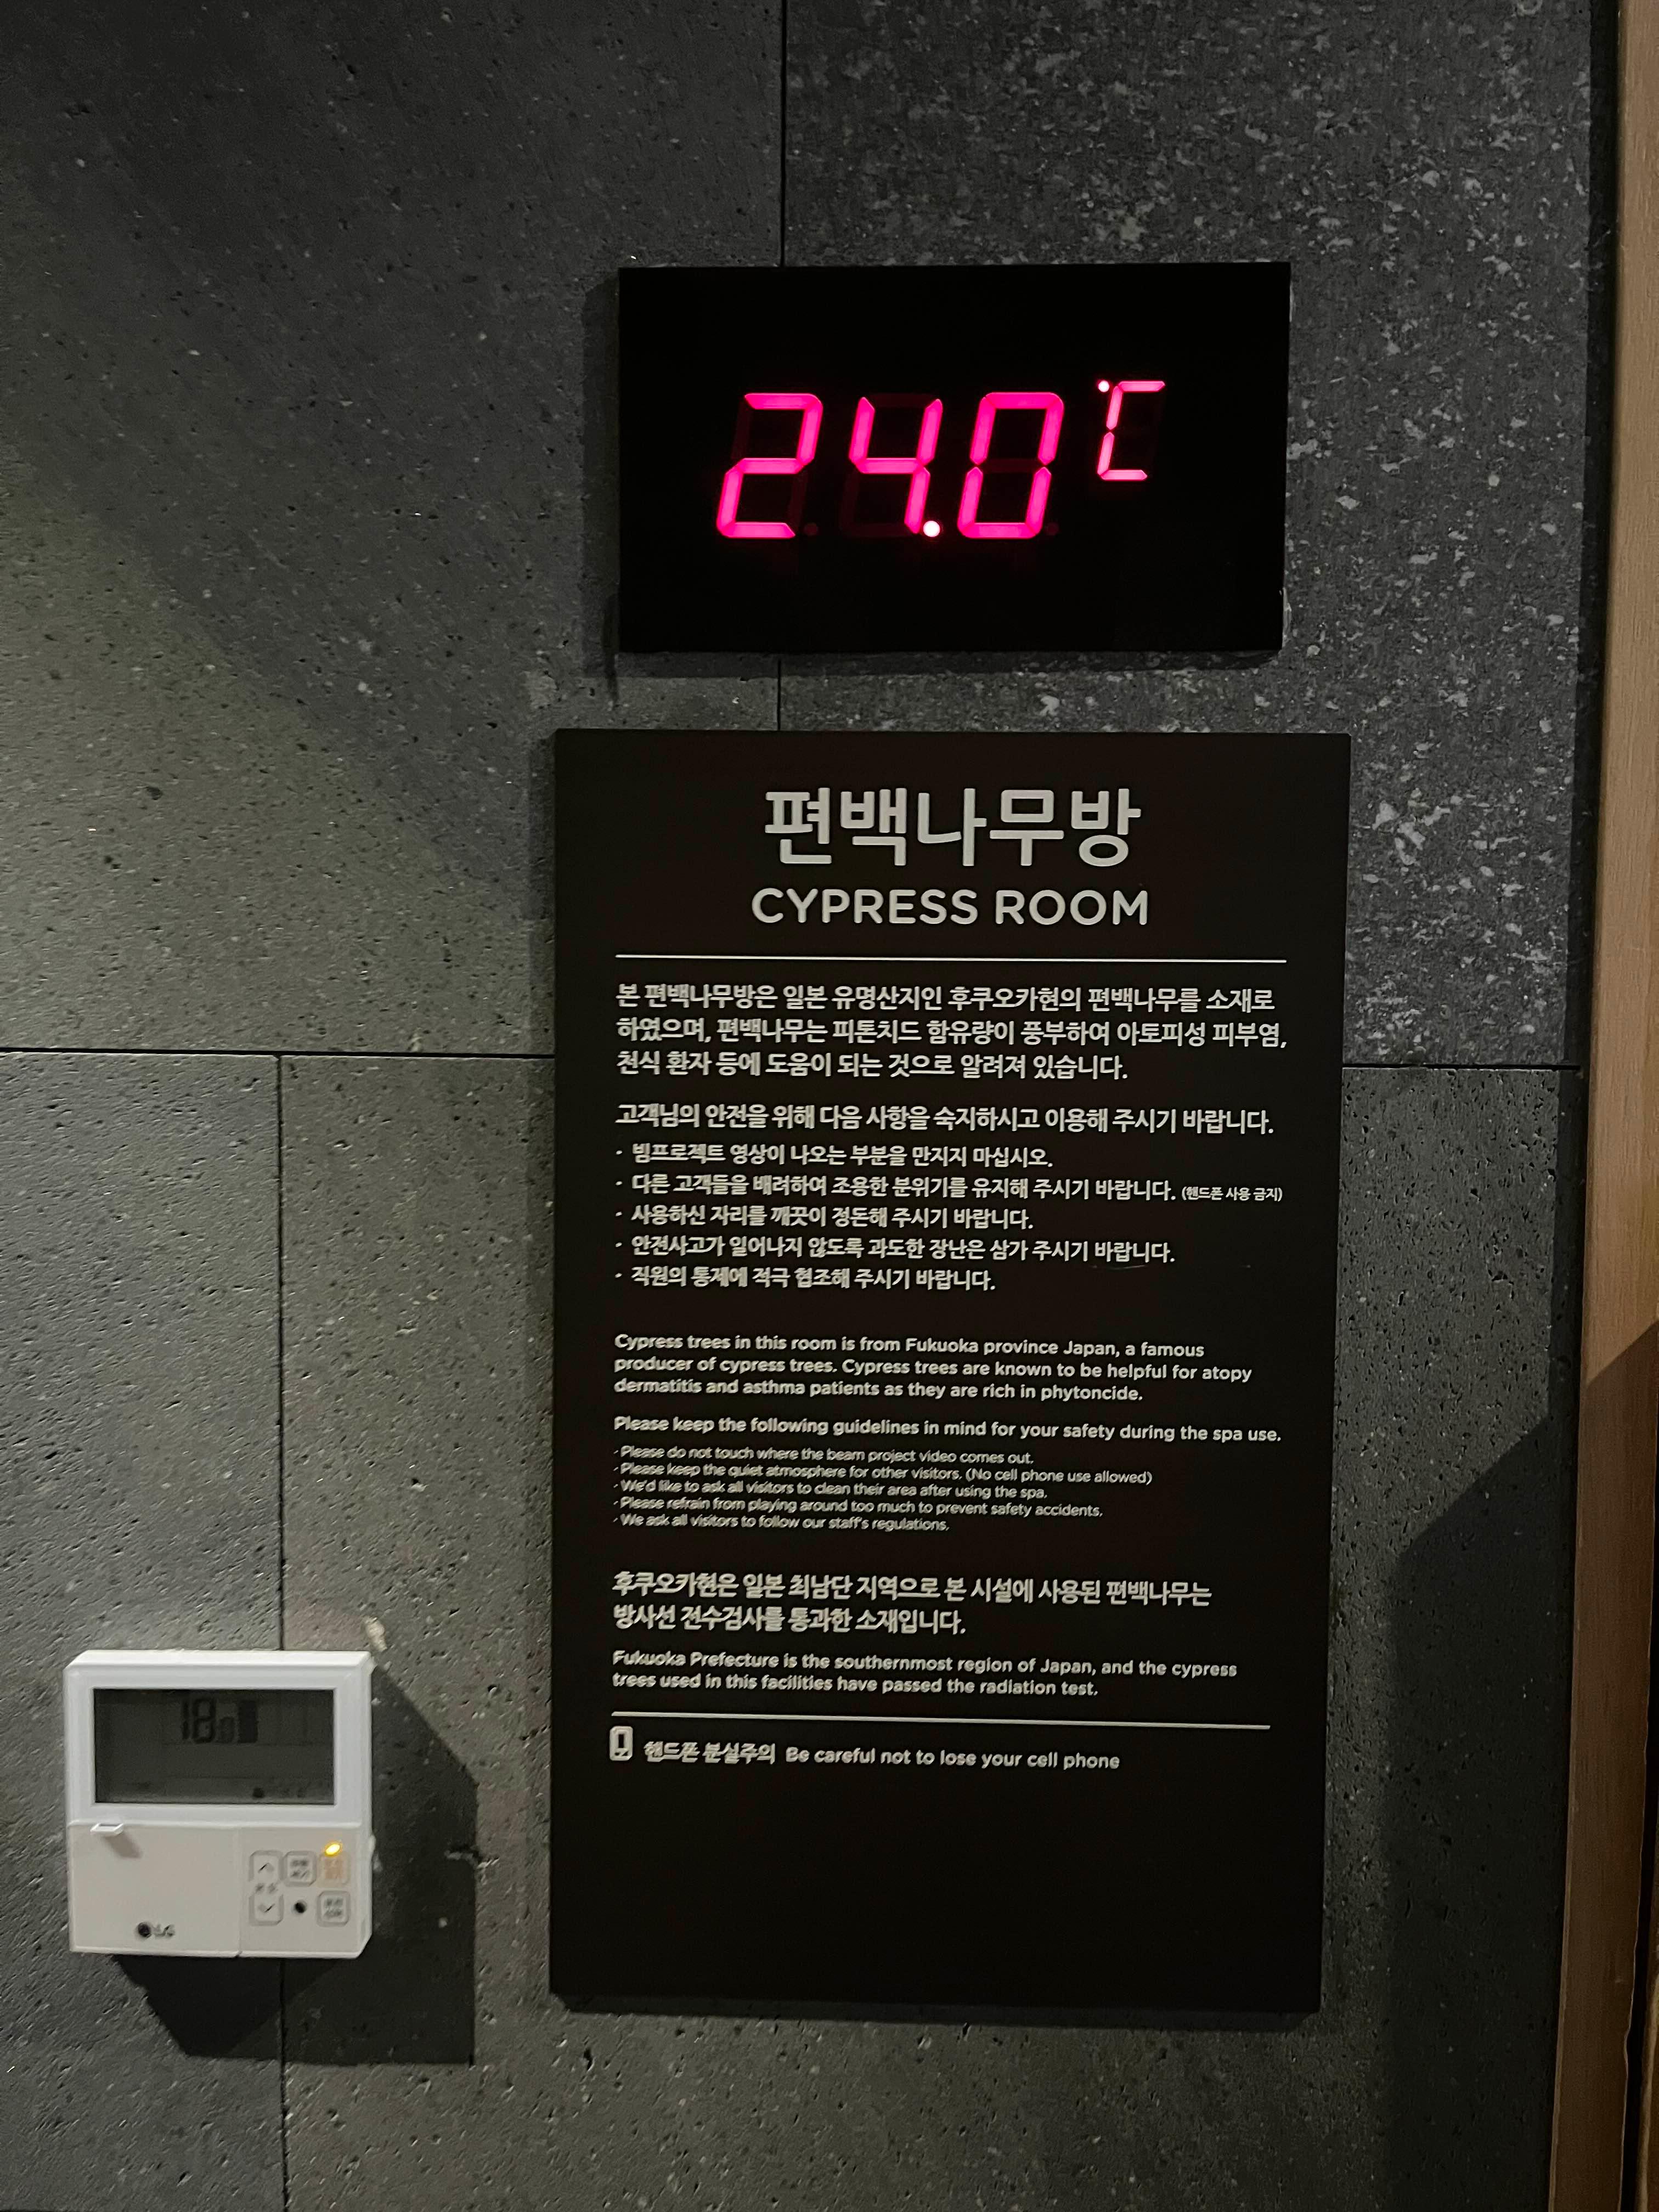 24.0°C
편백나무방
CYPRESS ROOM
본 편백나무방은 일본 유명산지인 후쿠오카현의 편백나무를 소재로
하였으며, 편백나무는 피톤치드 함유량이 풍부하여 아토피성 피부염,
천식 환자 등에 도움이 되는 것으로 알려져 있습니다.
고객님의 안전을 위해 다음 사항을 숙지하시고 이용해 주시기 바랍니다.
· 빔프로젝트 영상이 나오는 부분을 만지지 마십시오.
· 다른 고객들을 배려하여 조용한 분위기를 유지해 주시기 바랍니다. (핸드폰 사용 금지)
· 사용하신 자리를 깨끗이 정돈해 주시기 바랍니다.
· 안전사고가 일어나지 않도록 과도한 장난은 삼가 주시기 바랍니다.
· 직원의 통제에 적극 협조해 주시기 바랍니다.
Cypress trees in this room is from Fukuoka province Japan, a famous
producer of cypress trees. Cypress trees are known to be helpful for atopy
dermatitis and asthma patients as they are rich in phytoncide.
Please keep the following guidelines in mind for your safety during the spa use.
· Please do not touch where the beam project video comes out.
· Please keep the quiet atmosphere for other visitors. (No cell phone use allowed)
· We'd like to ask all visitors to clean their area after using the spa.
· Please refrain from playing around too much to prevent safety accidents.
· We ask all visitors to follow our staff's regulations.
후쿠오카현은 일본 최남단 지역으로 본 시설에 사용된 편백나무는
방사선 전수검사를 통과한 소재입니다.
Fukuoka Prefecture is the southernmost region of Japan, and the cypress
trees used in this facilities have passed the radiation test.
핸드폰 분실주의 Be careful not to lose your cell phone
LG